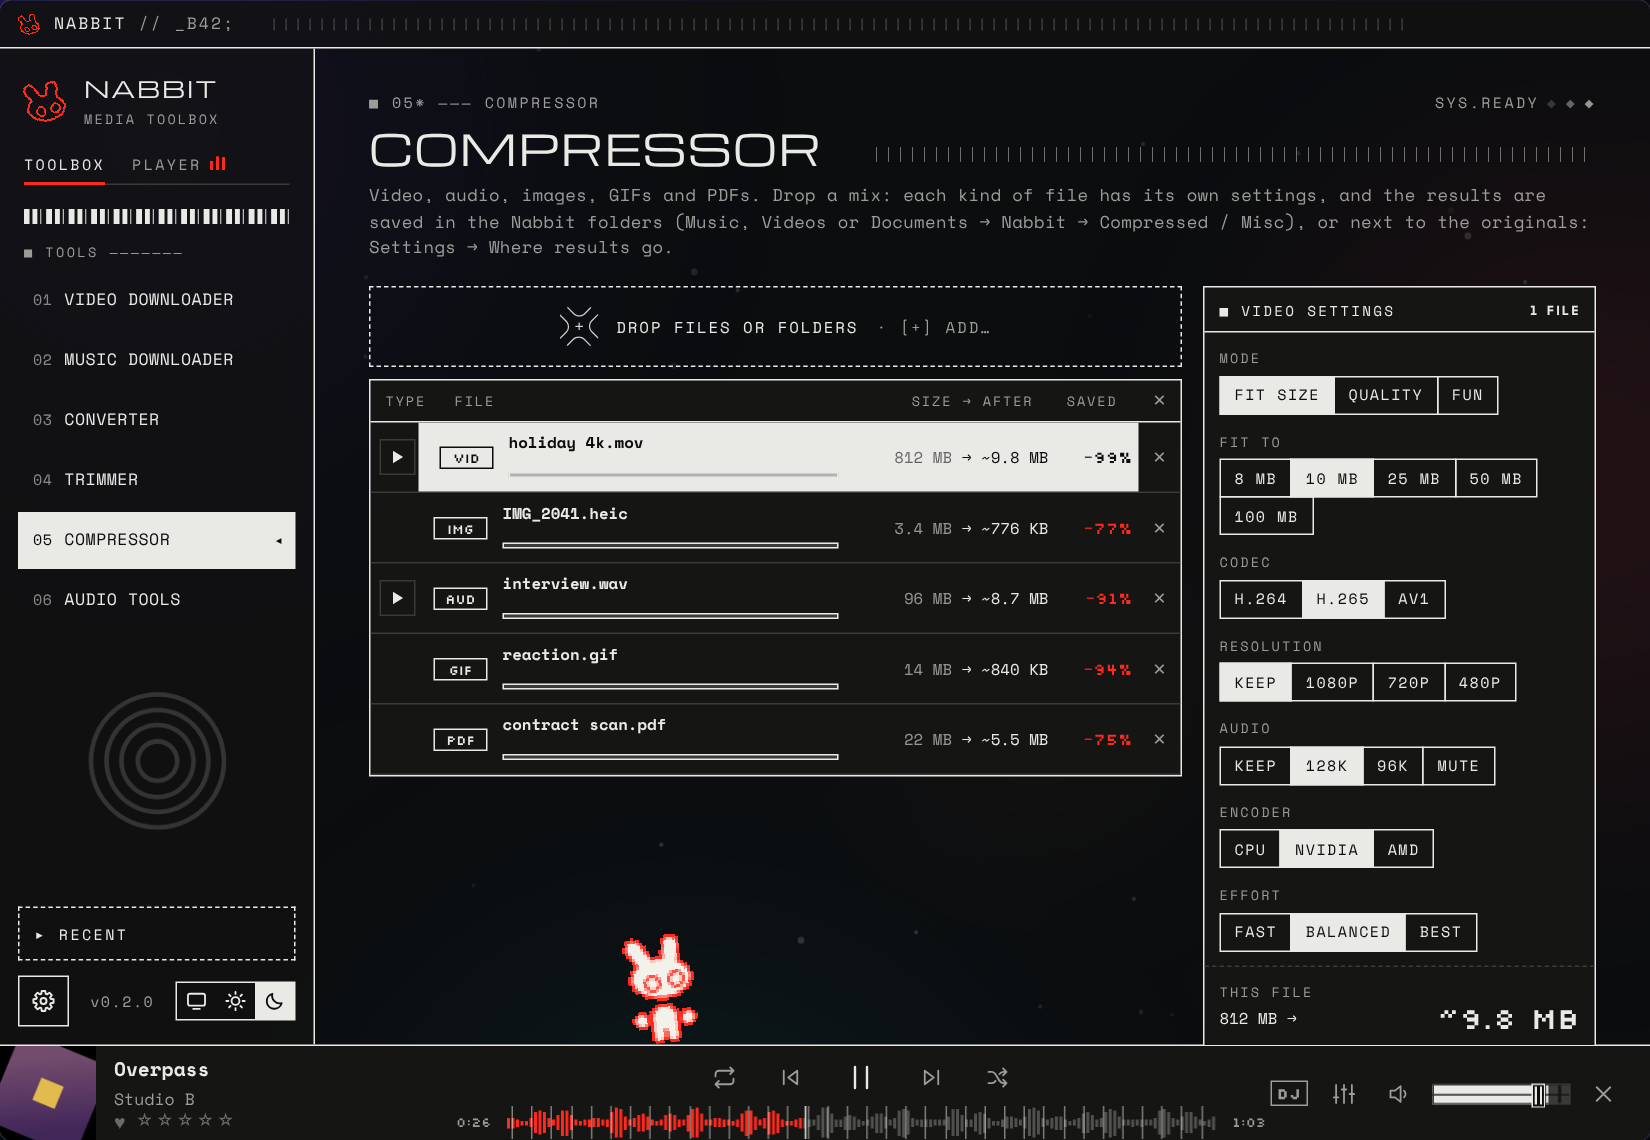 NABBIT // _B42;
NABBIT
MEDIA TOOLBOX
TOOLBOX PLAYER
■ TOOLS ———————
01 VIDEO DOWNLOADER
02 MUSIC DOWNLOADER
03 CONVERTER
04 TRIMMER
05 COMPRESSOR ◂
06 AUDIO TOOLS
▸ RECENT
v0.2.0
■ 05* ——— COMPRESSOR
SYS.READY ◆ ◆ ◆
COMPRESSOR
Video, audio, images, GIFs and PDFs. Drop a mix: each kind of file has its own settings, and the results are
saved in the Nabbit folders (Music, Videos or Documents → Nabbit → Compressed / Misc), or next to the originals:
Settings → Where results go.
DROP FILES OR FOLDERS · [+] ADD…
TYPE FILE SIZE → AFTER SAVED ×
VID holiday 4k.mov 812 MB → ~9.8 MB -99% ×
IMG IMG_2041.heic 3.4 MB → ~776 KB -77% ×
AUD interview.wav 96 MB → ~8.7 MB -91% ×
GIF reaction.gif 14 MB → ~840 KB -94% ×
PDF contract scan.pdf 22 MB → ~5.5 MB -75% ×
■ VIDEO SETTINGS 1 FILE
MODE
FIT SIZE QUALITY FUN
FIT TO
8 MB 10 MB 25 MB 50 MB
100 MB
CODEC
H.264 H.265 AV1
RESOLUTION
KEEP 1080P 720P 480P
AUDIO
KEEP 128K 96K MUTE
ENCODER
CPU NVIDIA AMD
EFFORT
FAST BALANCED BEST
THIS FILE
812 MB → ~9.8 MB
Overpass
Studio B
♥ ☆ ☆ ☆ ☆ ☆
0:26
1:03
DJ